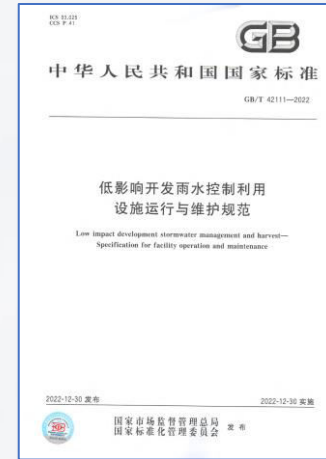 CCS P 41
GB
中华人民共和国国家标准
GB/T 42111—2022
低影响开发雨水控制利用
设施运行与维护规范
Low impact development stormwater management and harvest—
Specification for facility operation and maintenance
2022-12-30 发布
2022-12-30 实施
国家市场监督管理总局
国家标准化管理委员会
发布